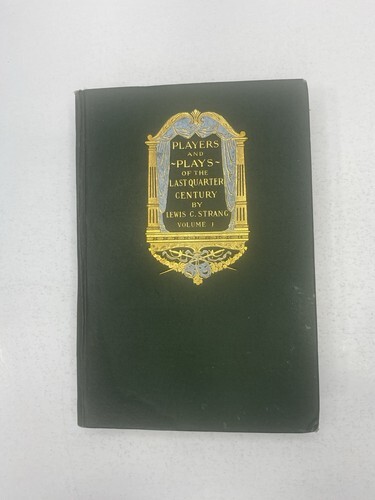 PLAYERS
AND
~PLAYS~
OF THE
LAST QUARTER
CENTURY
BY
LEWIS C. STRANG
VOLUME I